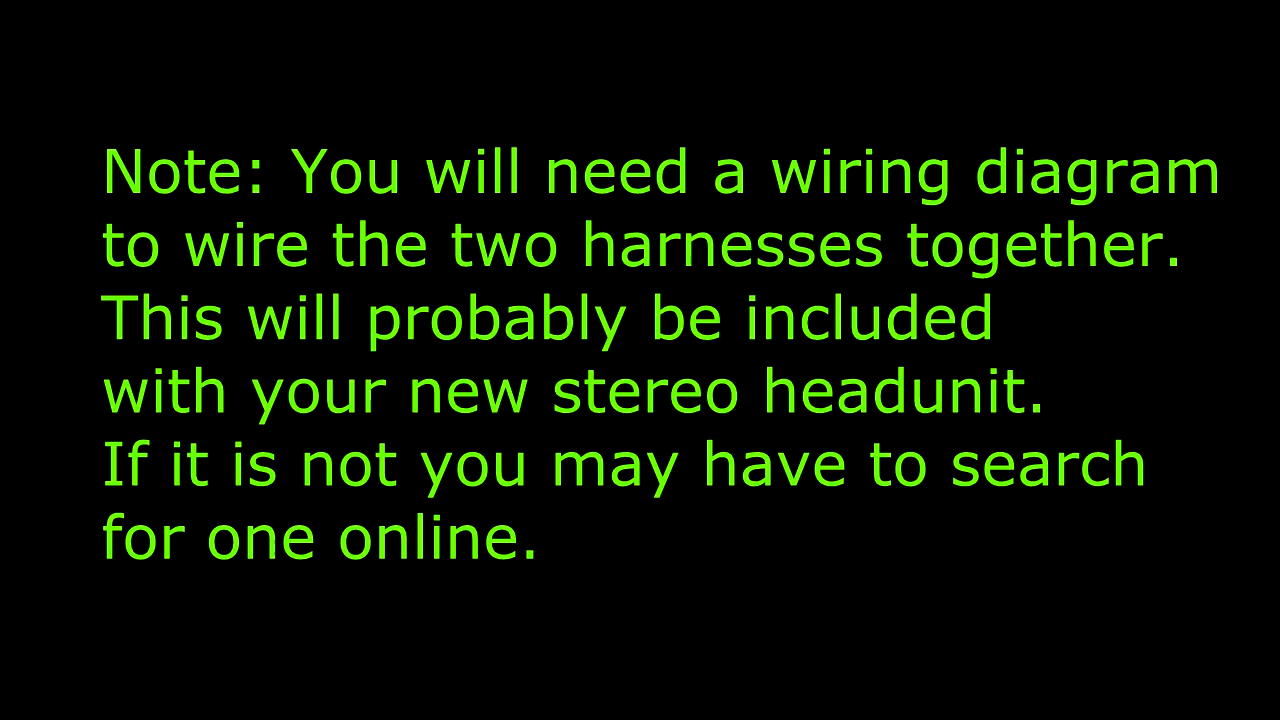 Note: You will need a wiring diagram
to wire the two harnesses together.
This will probably be included
with your new stereo headunit.
If it is not you may have to search
for one online.